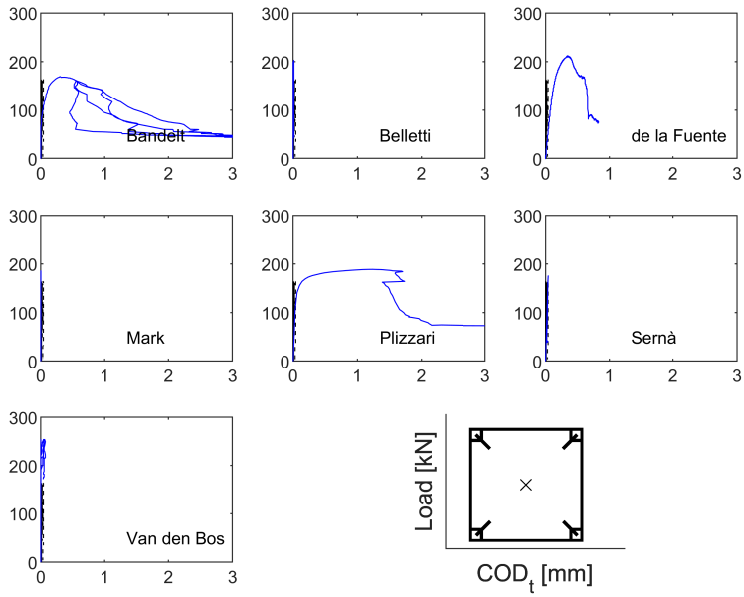 300
200
100
0
0 1 2 3
Bandelt
300
200
100
0
0 1 2 3
Belletti
300
200
100
0
0 1 2 3
de la Fuente
300
200
100
0
0 1 2 3
Mark
300
200
100
0
0 1 2 3
Plizzari
300
200
100
0
0 1 2 3
Sernà
300
200
100
0
0 1 2 3
Van den Bos
Load [kN]
COD_t [mm]